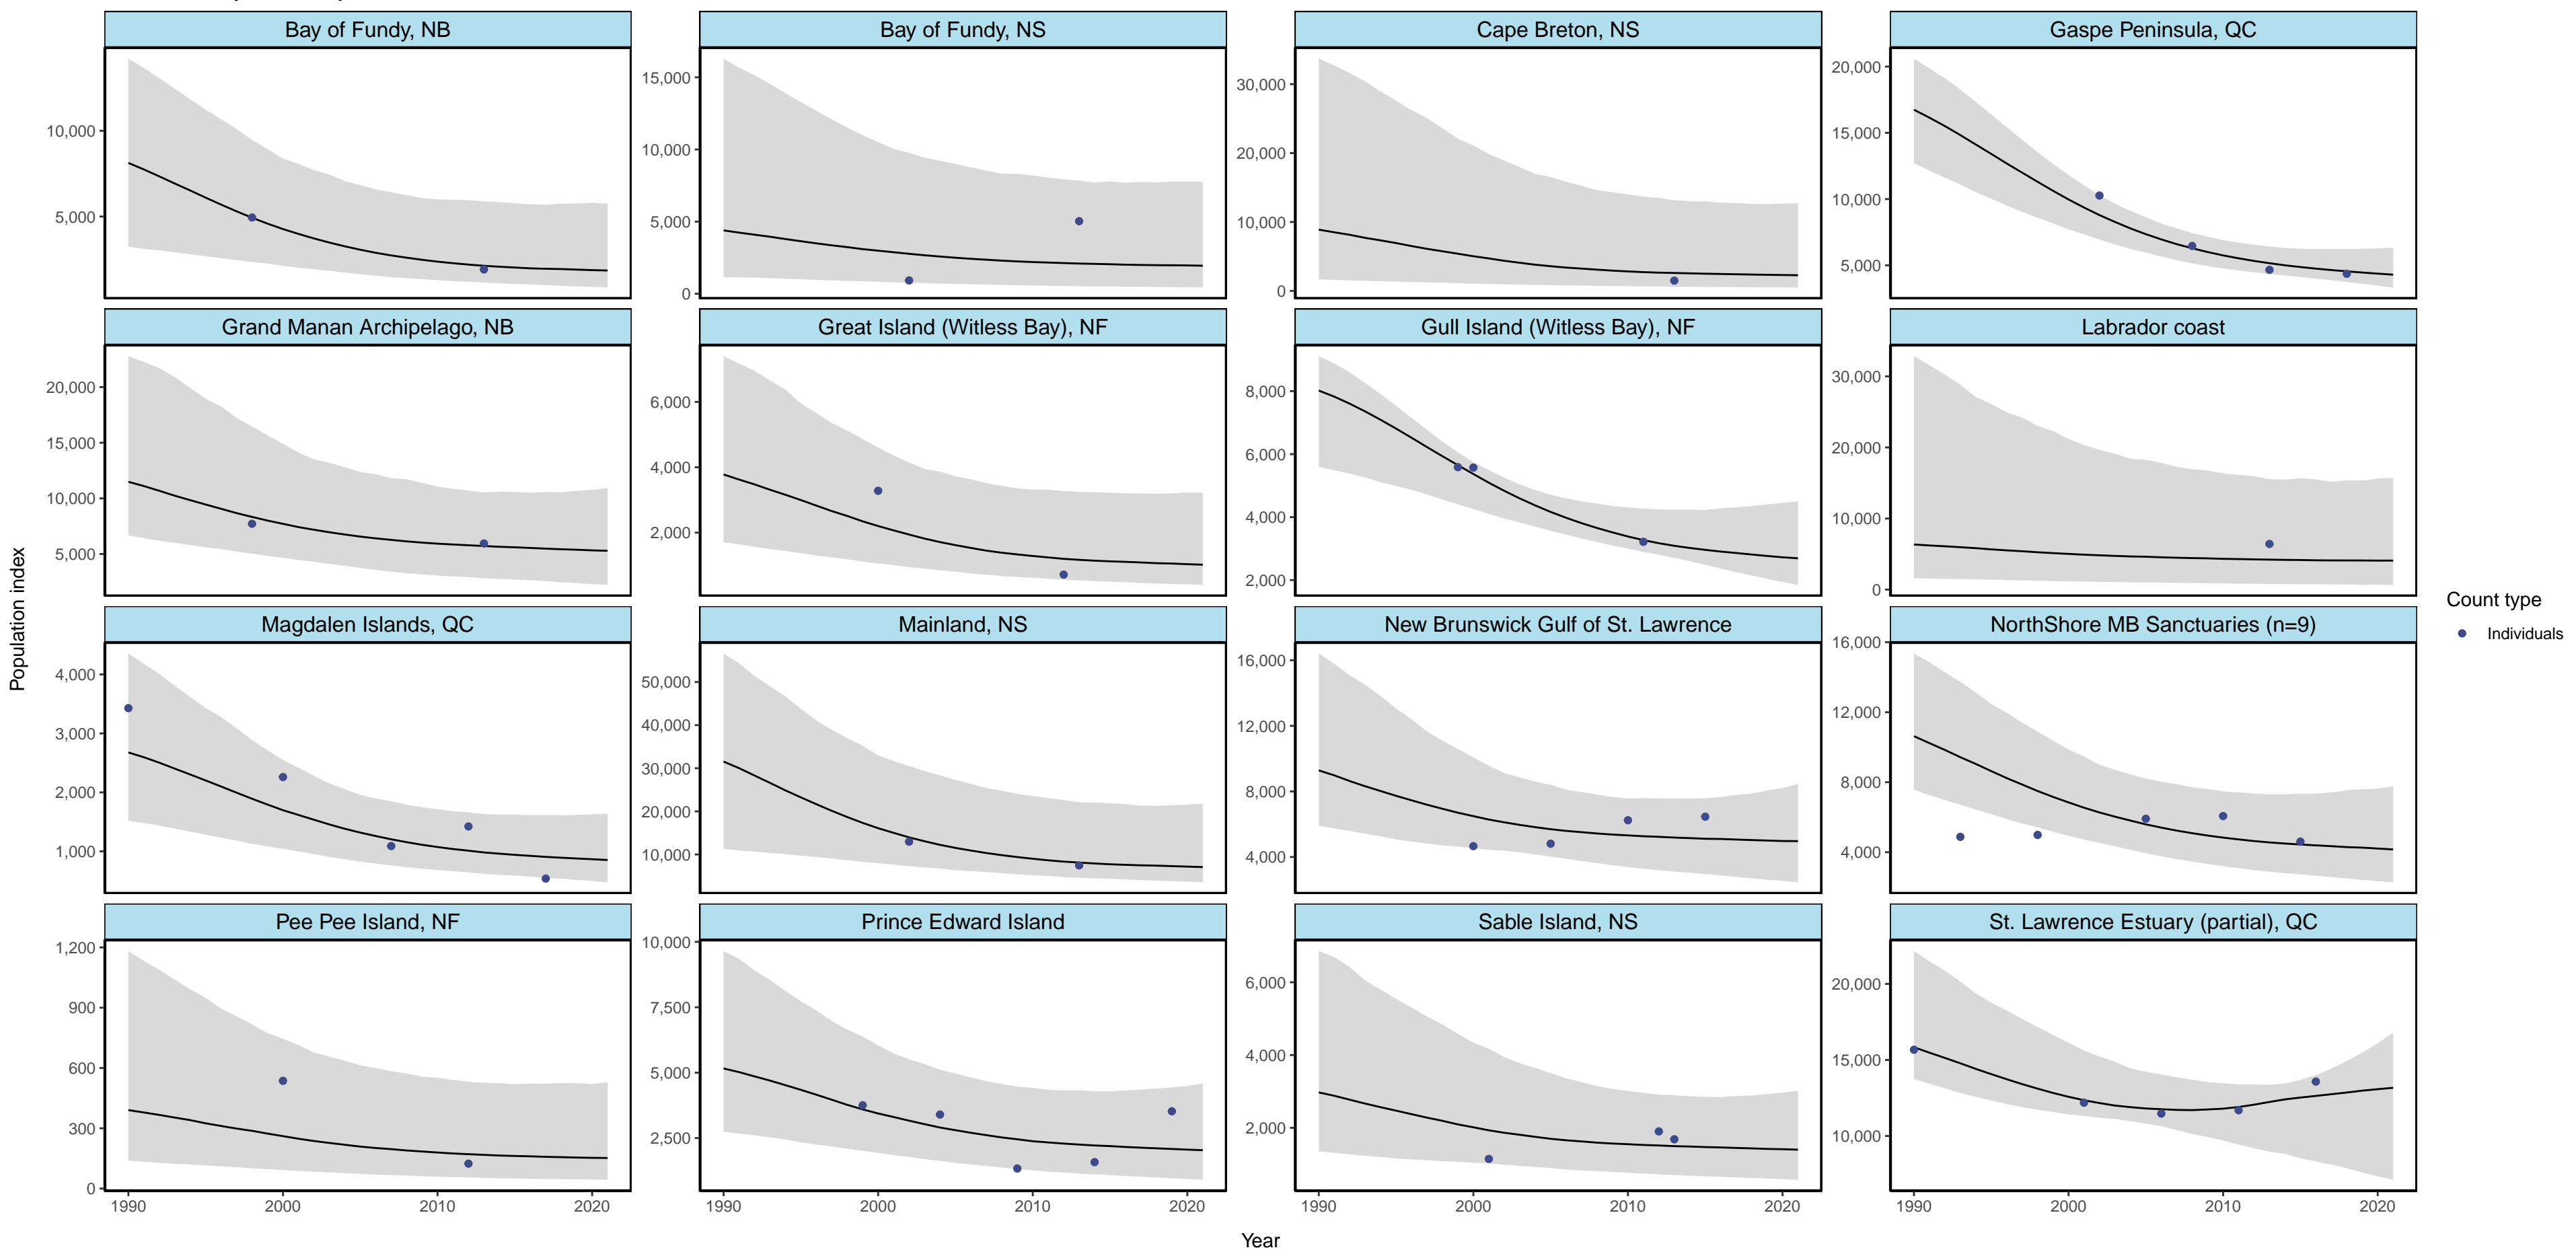 Bay of Fundy, NB
Bay of Fundy, NS
Cape Breton, NS
Gaspe Peninsula, QC
10,000
5,000
15,000
10,000
5,000
0
30,000
20,000
10,000
0
20,000
15,000
10,000
5,000
Grand Manan Archipelago, NB
Great Island (Witless Bay), NF
Gull Island (Witless Bay), NF
Labrador coast
20,000
15,000
10,000
5,000
6,000
4,000
2,000
8,000
6,000
4,000
2,000
30,000
20,000
10,000
0
Population index
Magdalen Islands, QC
Mainland, NS
New Brunswick Gulf of St. Lawrence
NorthShore MB Sanctuaries (n=9)
4,000
3,000
2,000
1,000
50,000
40,000
30,000
20,000
10,000
16,000
12,000
8,000
4,000
16,000
12,000
8,000
4,000
Count type
Individuals
Pee Pee Island, NF
Prince Edward Island
Sable Island, NS
St. Lawrence Estuary (partial), QC
1,200
900
600
300
0
10,000
7,500
5,000
2,500
6,000
4,000
2,000
20,000
15,000
10,000
1990 2000 2010 2020
1990 2000 2010 2020
1990 2000 2010 2020
1990 2000 2010 2020
Year